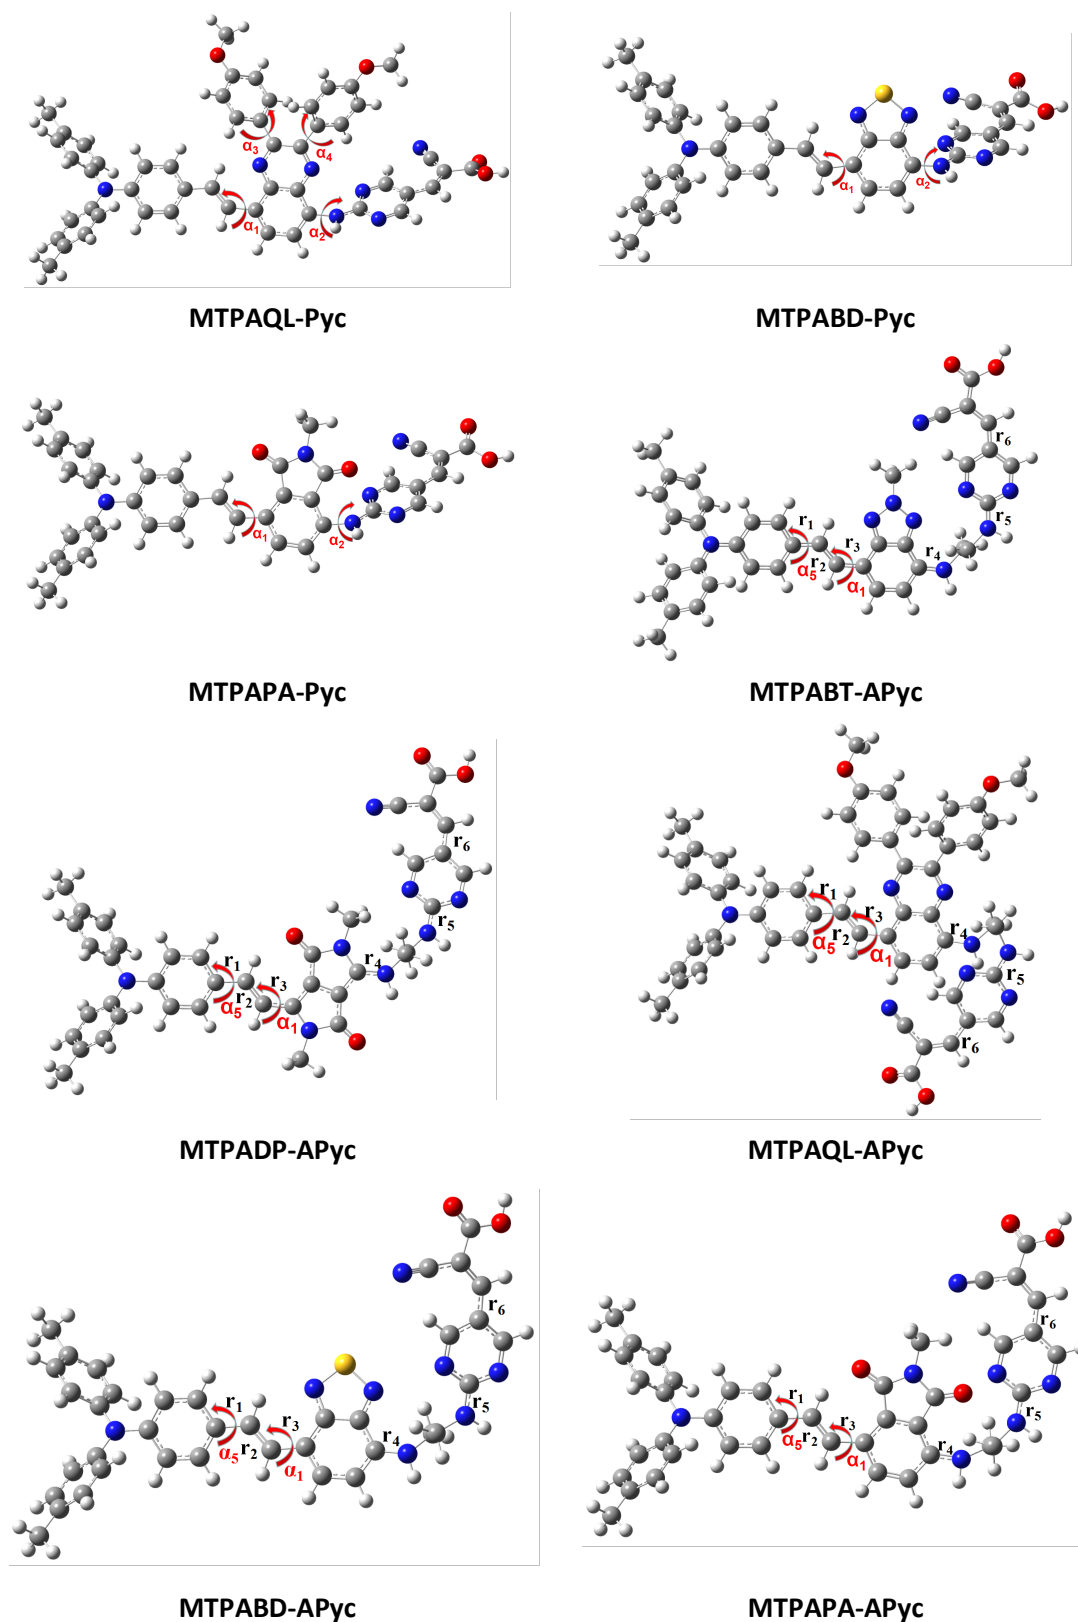 α3
α4
α1
α2
α1
α2
MTPAQL-Pyc
MTPABD-Pyc
α1
α2
r6
r5
r1
r3
r4
r2
α5
α1
MTPAPA-Pyc
MTPABT-APyc
r6
r5
r1
r3
r4
r2
α5
α1
r1
r3
r4
r2
α5
α1
r5
r6
MTPADP-APyc
MTPAQL-APyc
r6
r5
r1
r3
r4
r2
α5
α1
r6
r5
r1
r3
r4
r2
α5
α1
MTPABD-APyc
MTPAPA-APyc